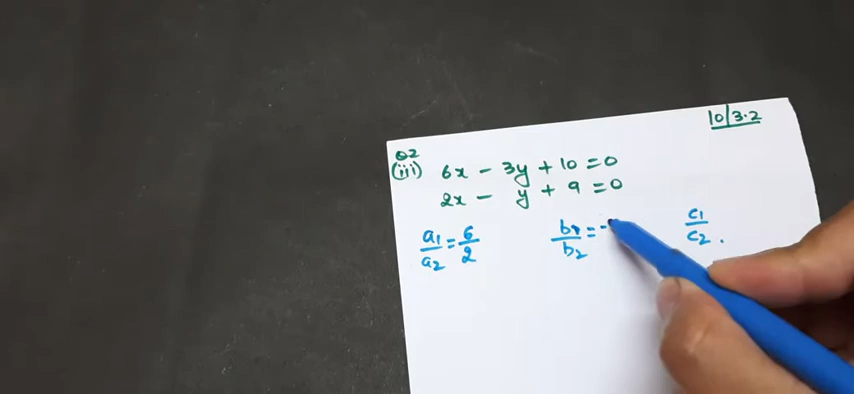 10/3.2
Q2
(iii) 6x - 3y + 10 = 0
2x - y + 9 = 0
a1/a2 = 6/2 b1/b2 = - c1/c2 .